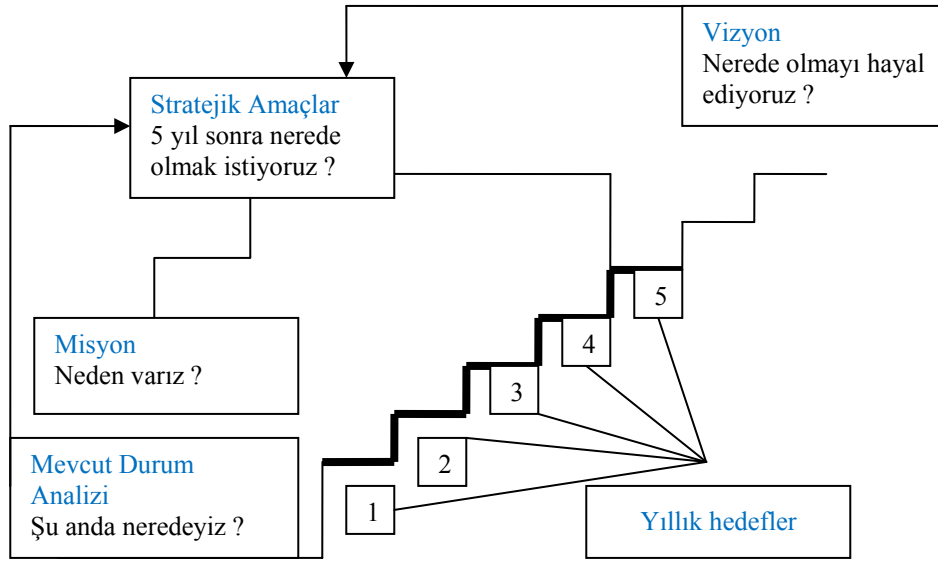 Vizyon
Nerede olmayı hayal
ediyoruz ?
Stratejik Amaçlar
5 yıl sonra nerede
olmak istiyoruz ?
Misyon
Neden varız ?
Mevcut Durum
Analizi
Şu anda neredeyiz ?
1
2
3
4
5
Yıllık hedefler